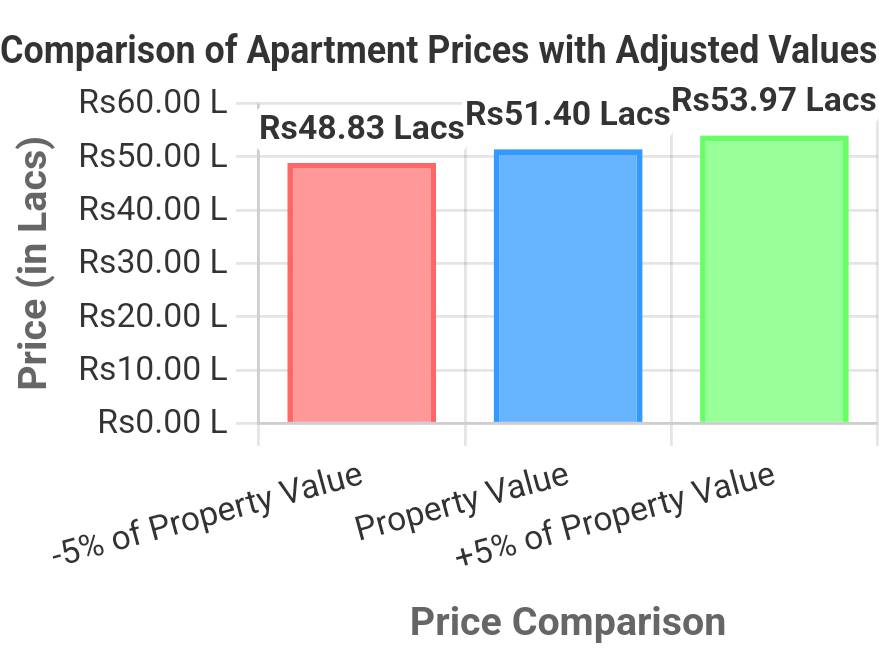 Comparison of Apartment Prices with Adjusted Values
Rs60.00 L
Rs50.00 L
Rs40.00 L
Rs30.00 L
Rs20.00 L
Rs10.00 L
Rs0.00 L
Price (in Lacs)
Rs48.83 Lacs
Rs51.40 Lacs
Rs53.97 Lacs
-5% of Property Value
Property Value
+5% of Property Value
Price Comparison